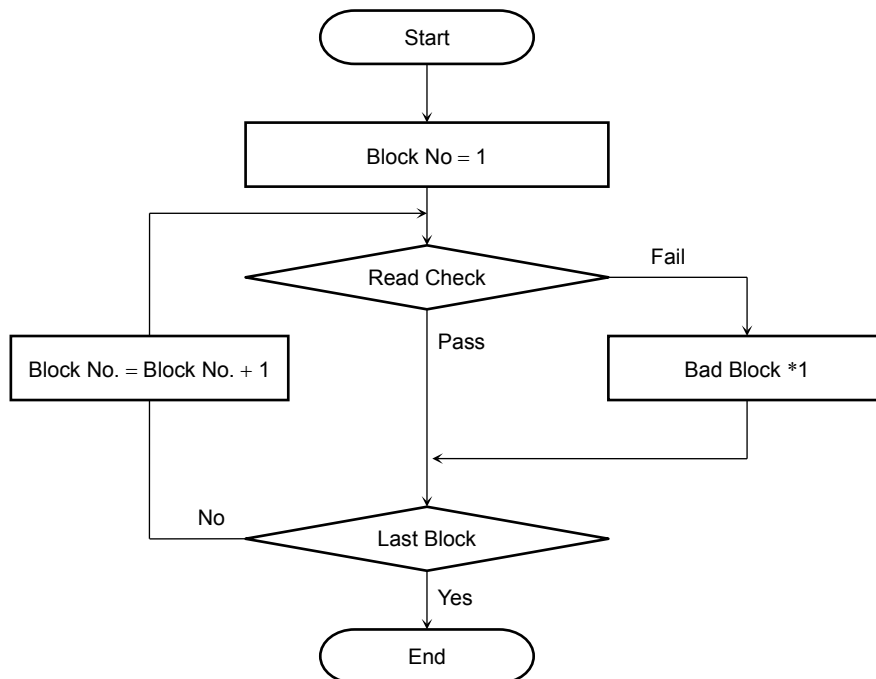 Start
Block No = 1
Read Check
Fail
Pass
Block No. = Block No. + 1
Bad Block *1
No
Last Block
Yes
End